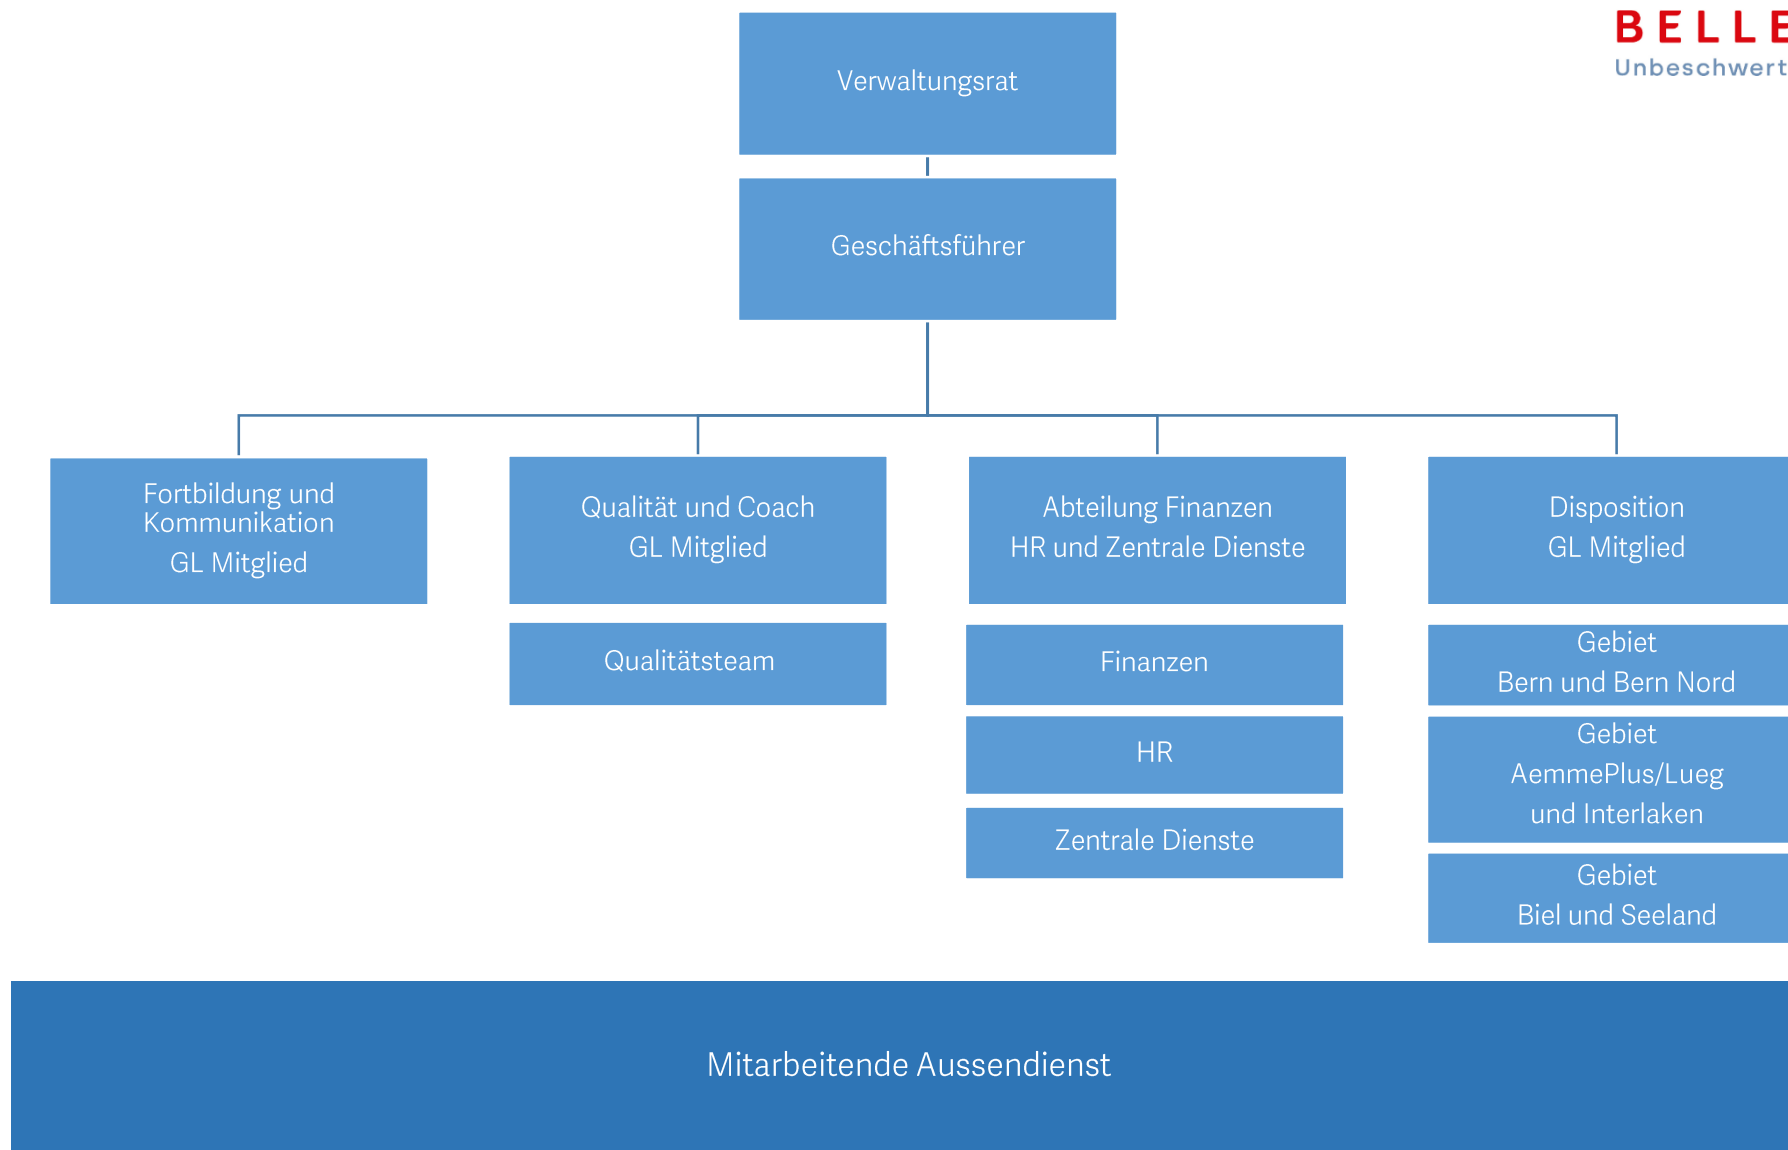 BELLE
Unbeschwert
Verwaltungsrat
Geschäftsführer
Fortbildung und
Kommunikation
GL Mitglied
Qualität und Coach
GL Mitglied
Abteilung Finanzen
HR und Zentrale Dienste
Disposition
GL Mitglied
Qualitätsteam
Finanzen
HR
Zentrale Dienste
Gebiet
Bern und Bern Nord
Gebiet
AemmePlus/Lueg
und Interlaken
Gebiet
Biel und Seeland
Mitarbeitende Aussendienst